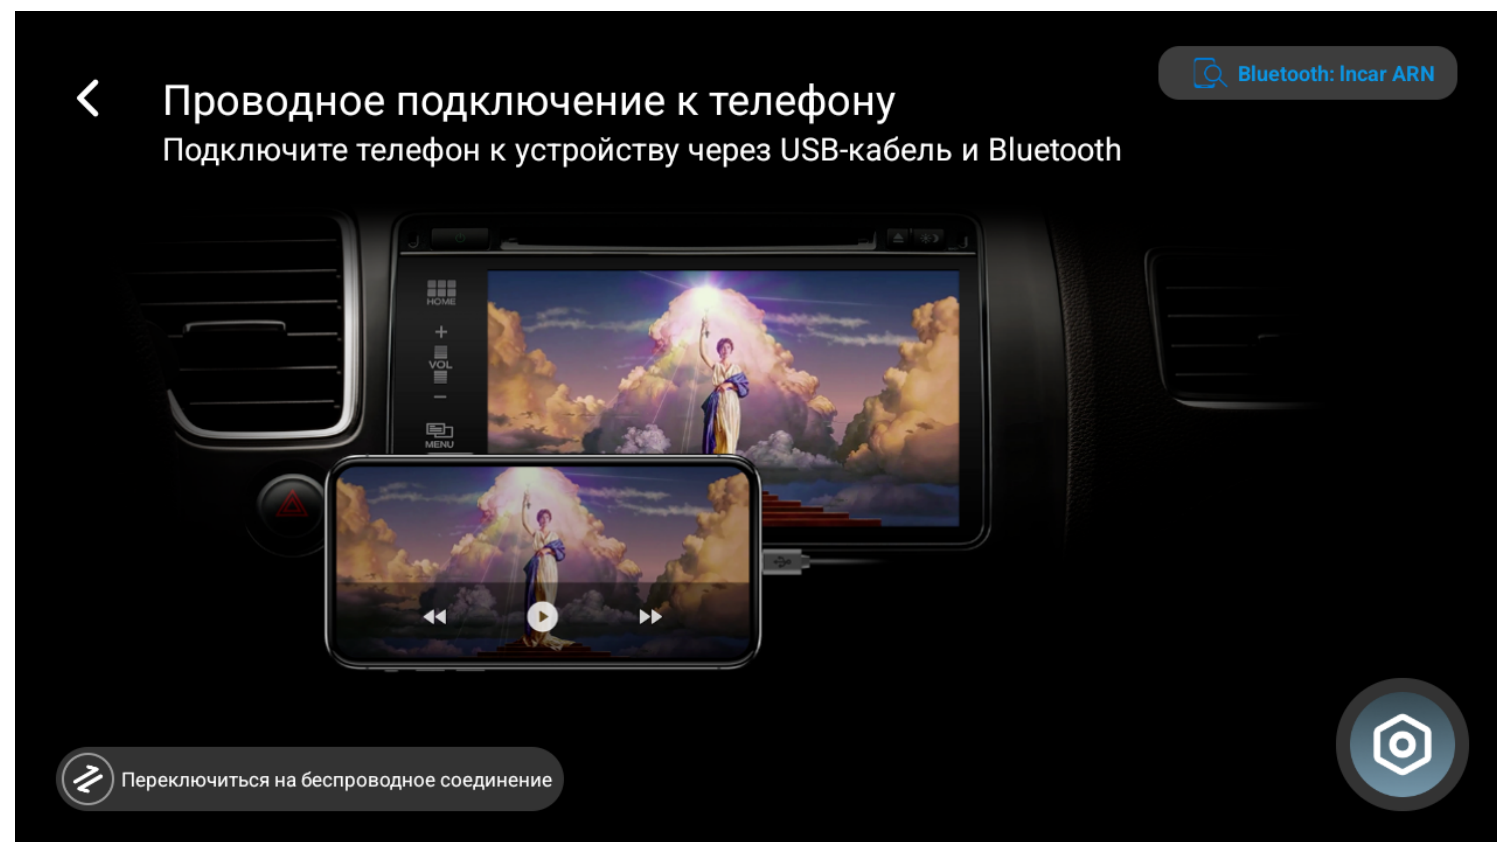 Bluetooth: Incar ARN
Проводное подключение к телефону
Подключите телефон к устройству через USB-кабель и Bluetooth
HOME
VOL
MENU
Переключиться на беспроводное соединение